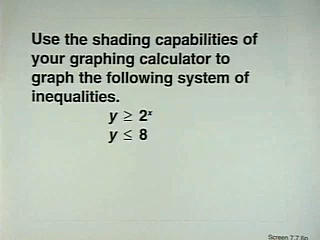 Use the shading capabilities of
your graphing calculator to
graph the following system of
inequalities.
y ≥ 2ˣ
y ≤ 8
Screen 7.7.6p